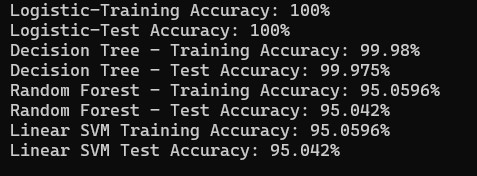 Logistic-Training Accuracy: 100%
Logistic-Test Accuracy: 100%
Decision Tree - Training Accuracy: 99.98%
Decision Tree - Test Accuracy: 99.975%
Random Forest - Training Accuracy: 95.0596%
Random Forest - Test Accuracy: 95.042%
Linear SVM Training Accuracy: 95.0596%
Linear SVM Test Accuracy: 95.042%